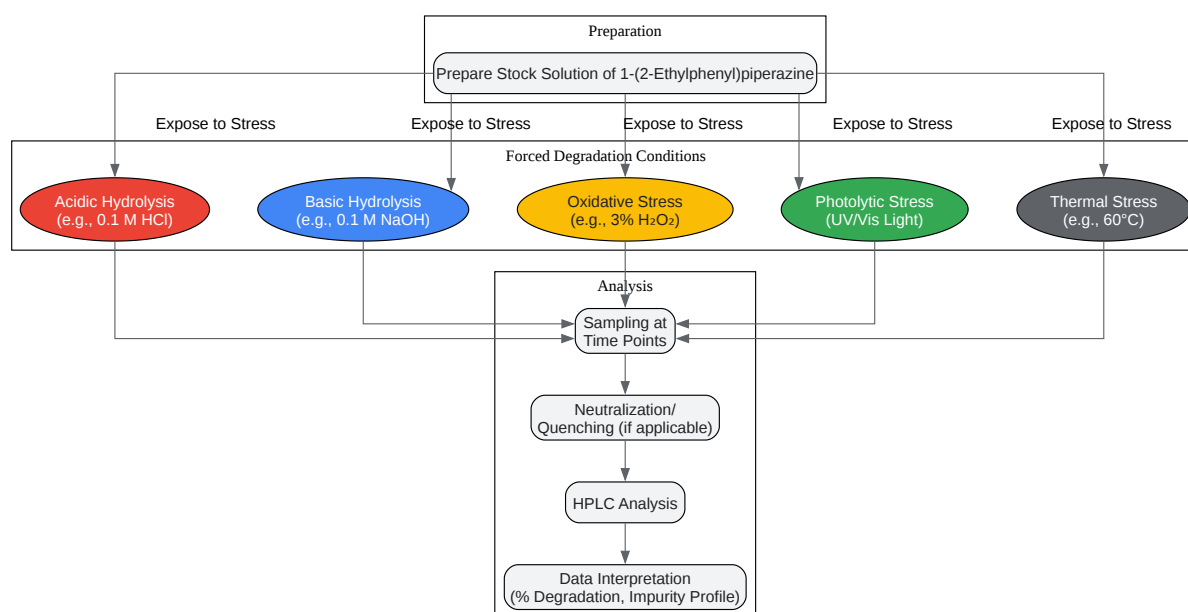 Preparation
Prepare Stock Solution of 1-(2-Ethylphenyl)piperazine
Expose to Stress
Expose to Stress
Expose to Stress
Expose to Stress
Expose to Stress
Forced Degradation Conditions
Acidic Hydrolysis
(e.g., 0.1 M HCl)
Basic Hydrolysis
(e.g., 0.1 M NaOH)
Oxidative Stress
(e.g., 3% H₂O₂)
Photolytic Stress
(UV/Vis Light)
Thermal Stress
(e.g., 60°C)
Analysis
Sampling at
Time Points
Neutralization/
Quenching (if applicable)
HPLC Analysis
Data Interpretation
(% Degradation, Impurity Profile)